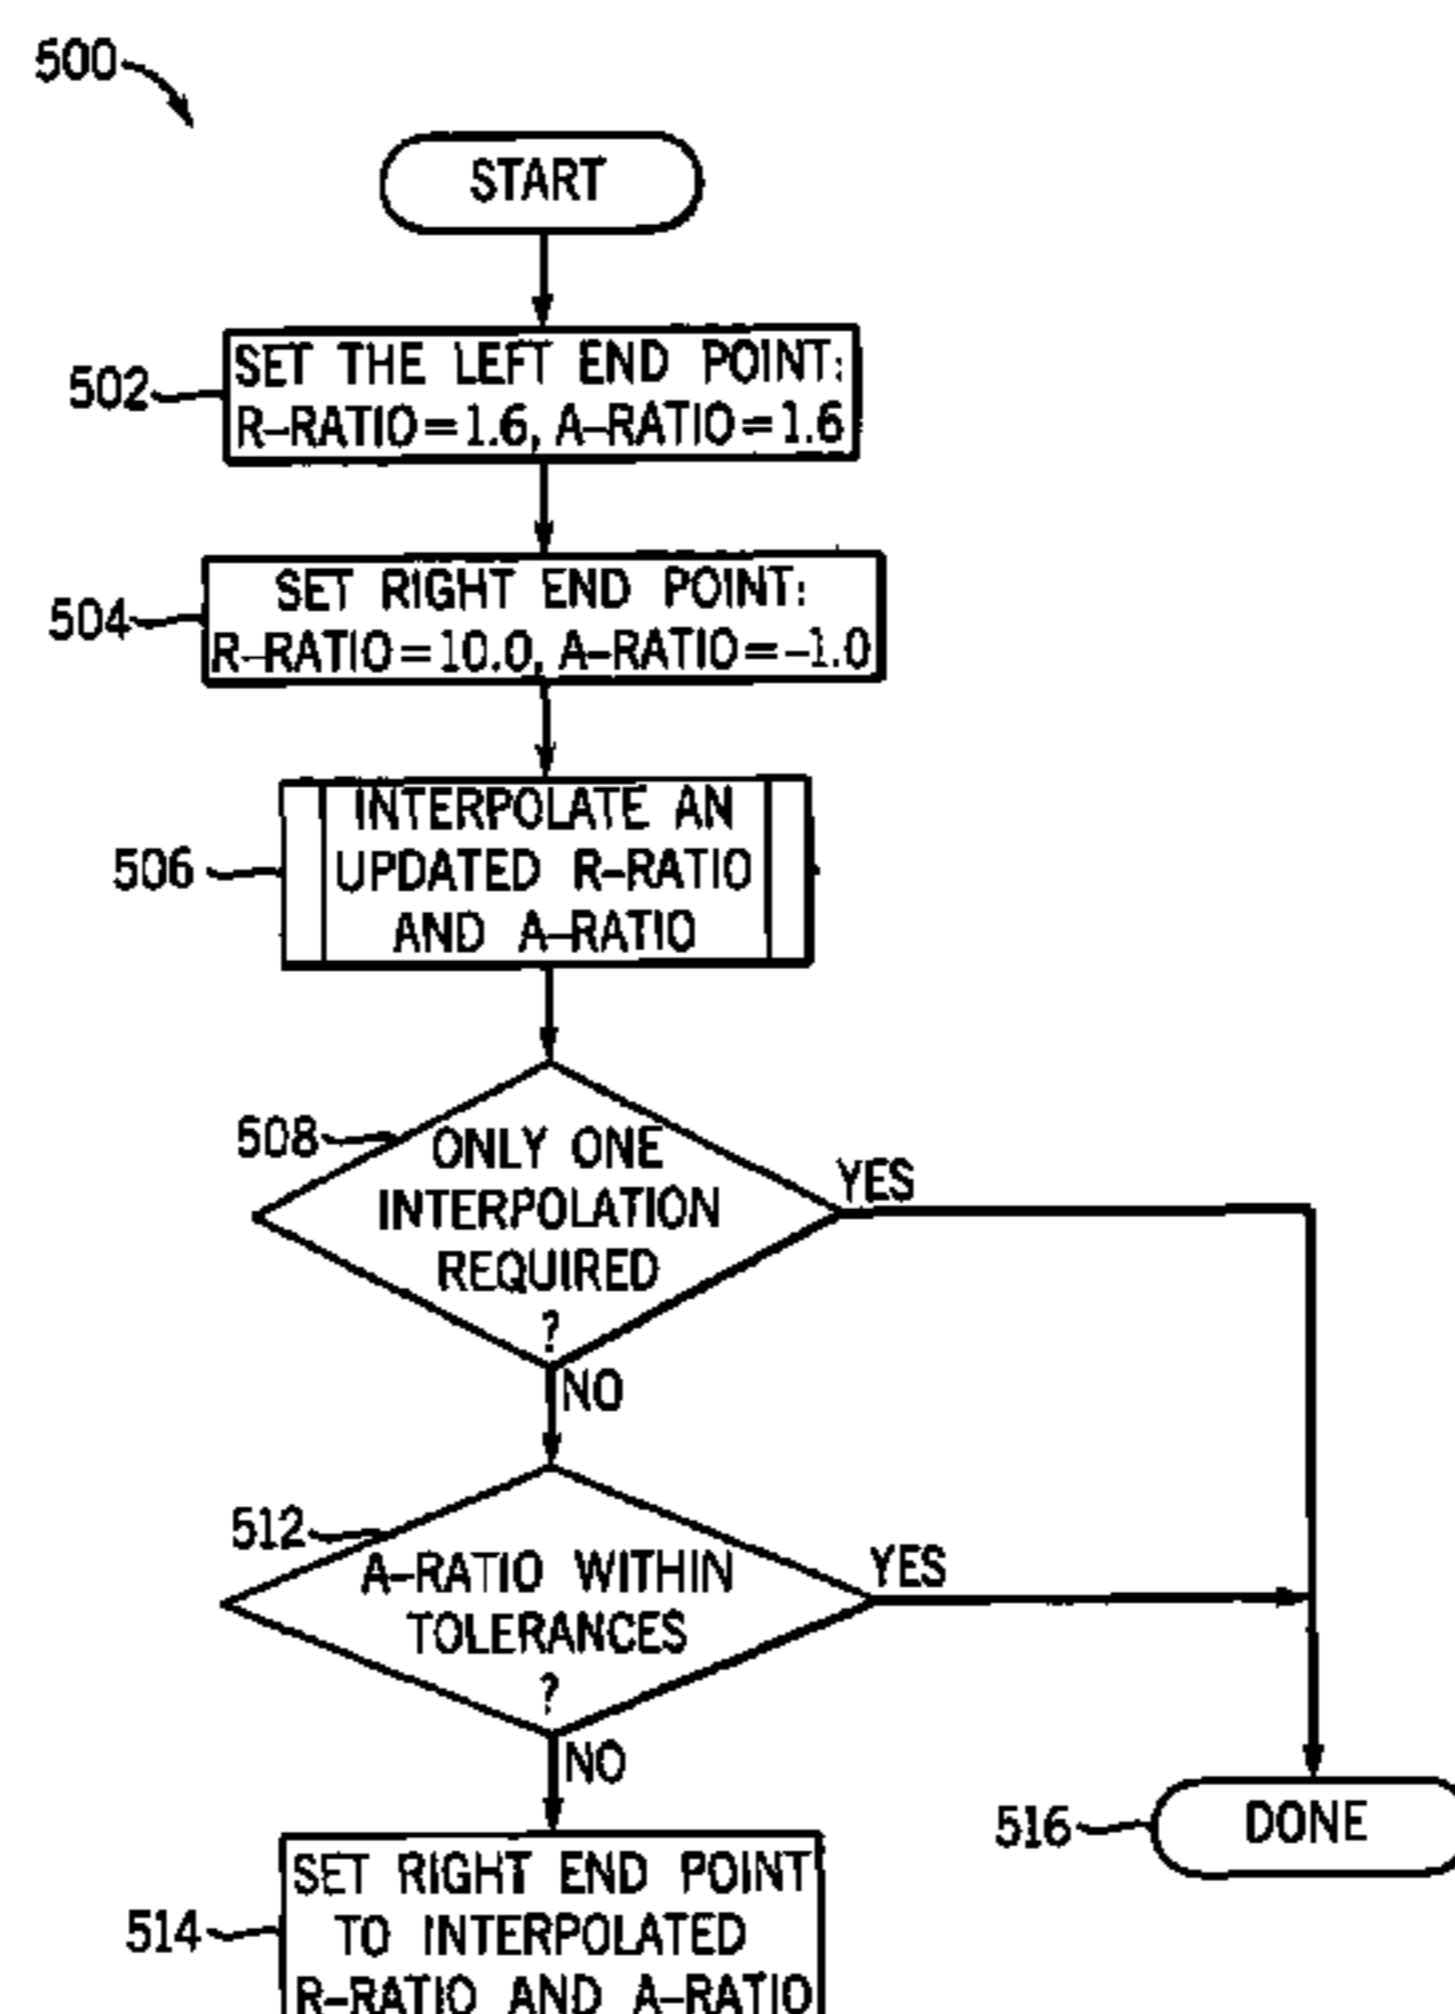 500
START
502
SET THE LEFT END POINT:
R-RATIO=1.6, A-RATIO=1.6
504
SET RIGHT END POINT:
R-RATIO=10.0, A-RATIO=-1.0
506
INTERPOLATE AN
UPDATED R-RATIO
AND A-RATIO
508
ONLY ONE
INTERPOLATION
REQUIRED
?
YES
NO
512
A-RATIO WITHIN
TOLERANCES
?
YES
NO
516
DONE
514
SET RIGHT END POINT
TO INTERPOLATED
R-RATIO AND A-RATIO